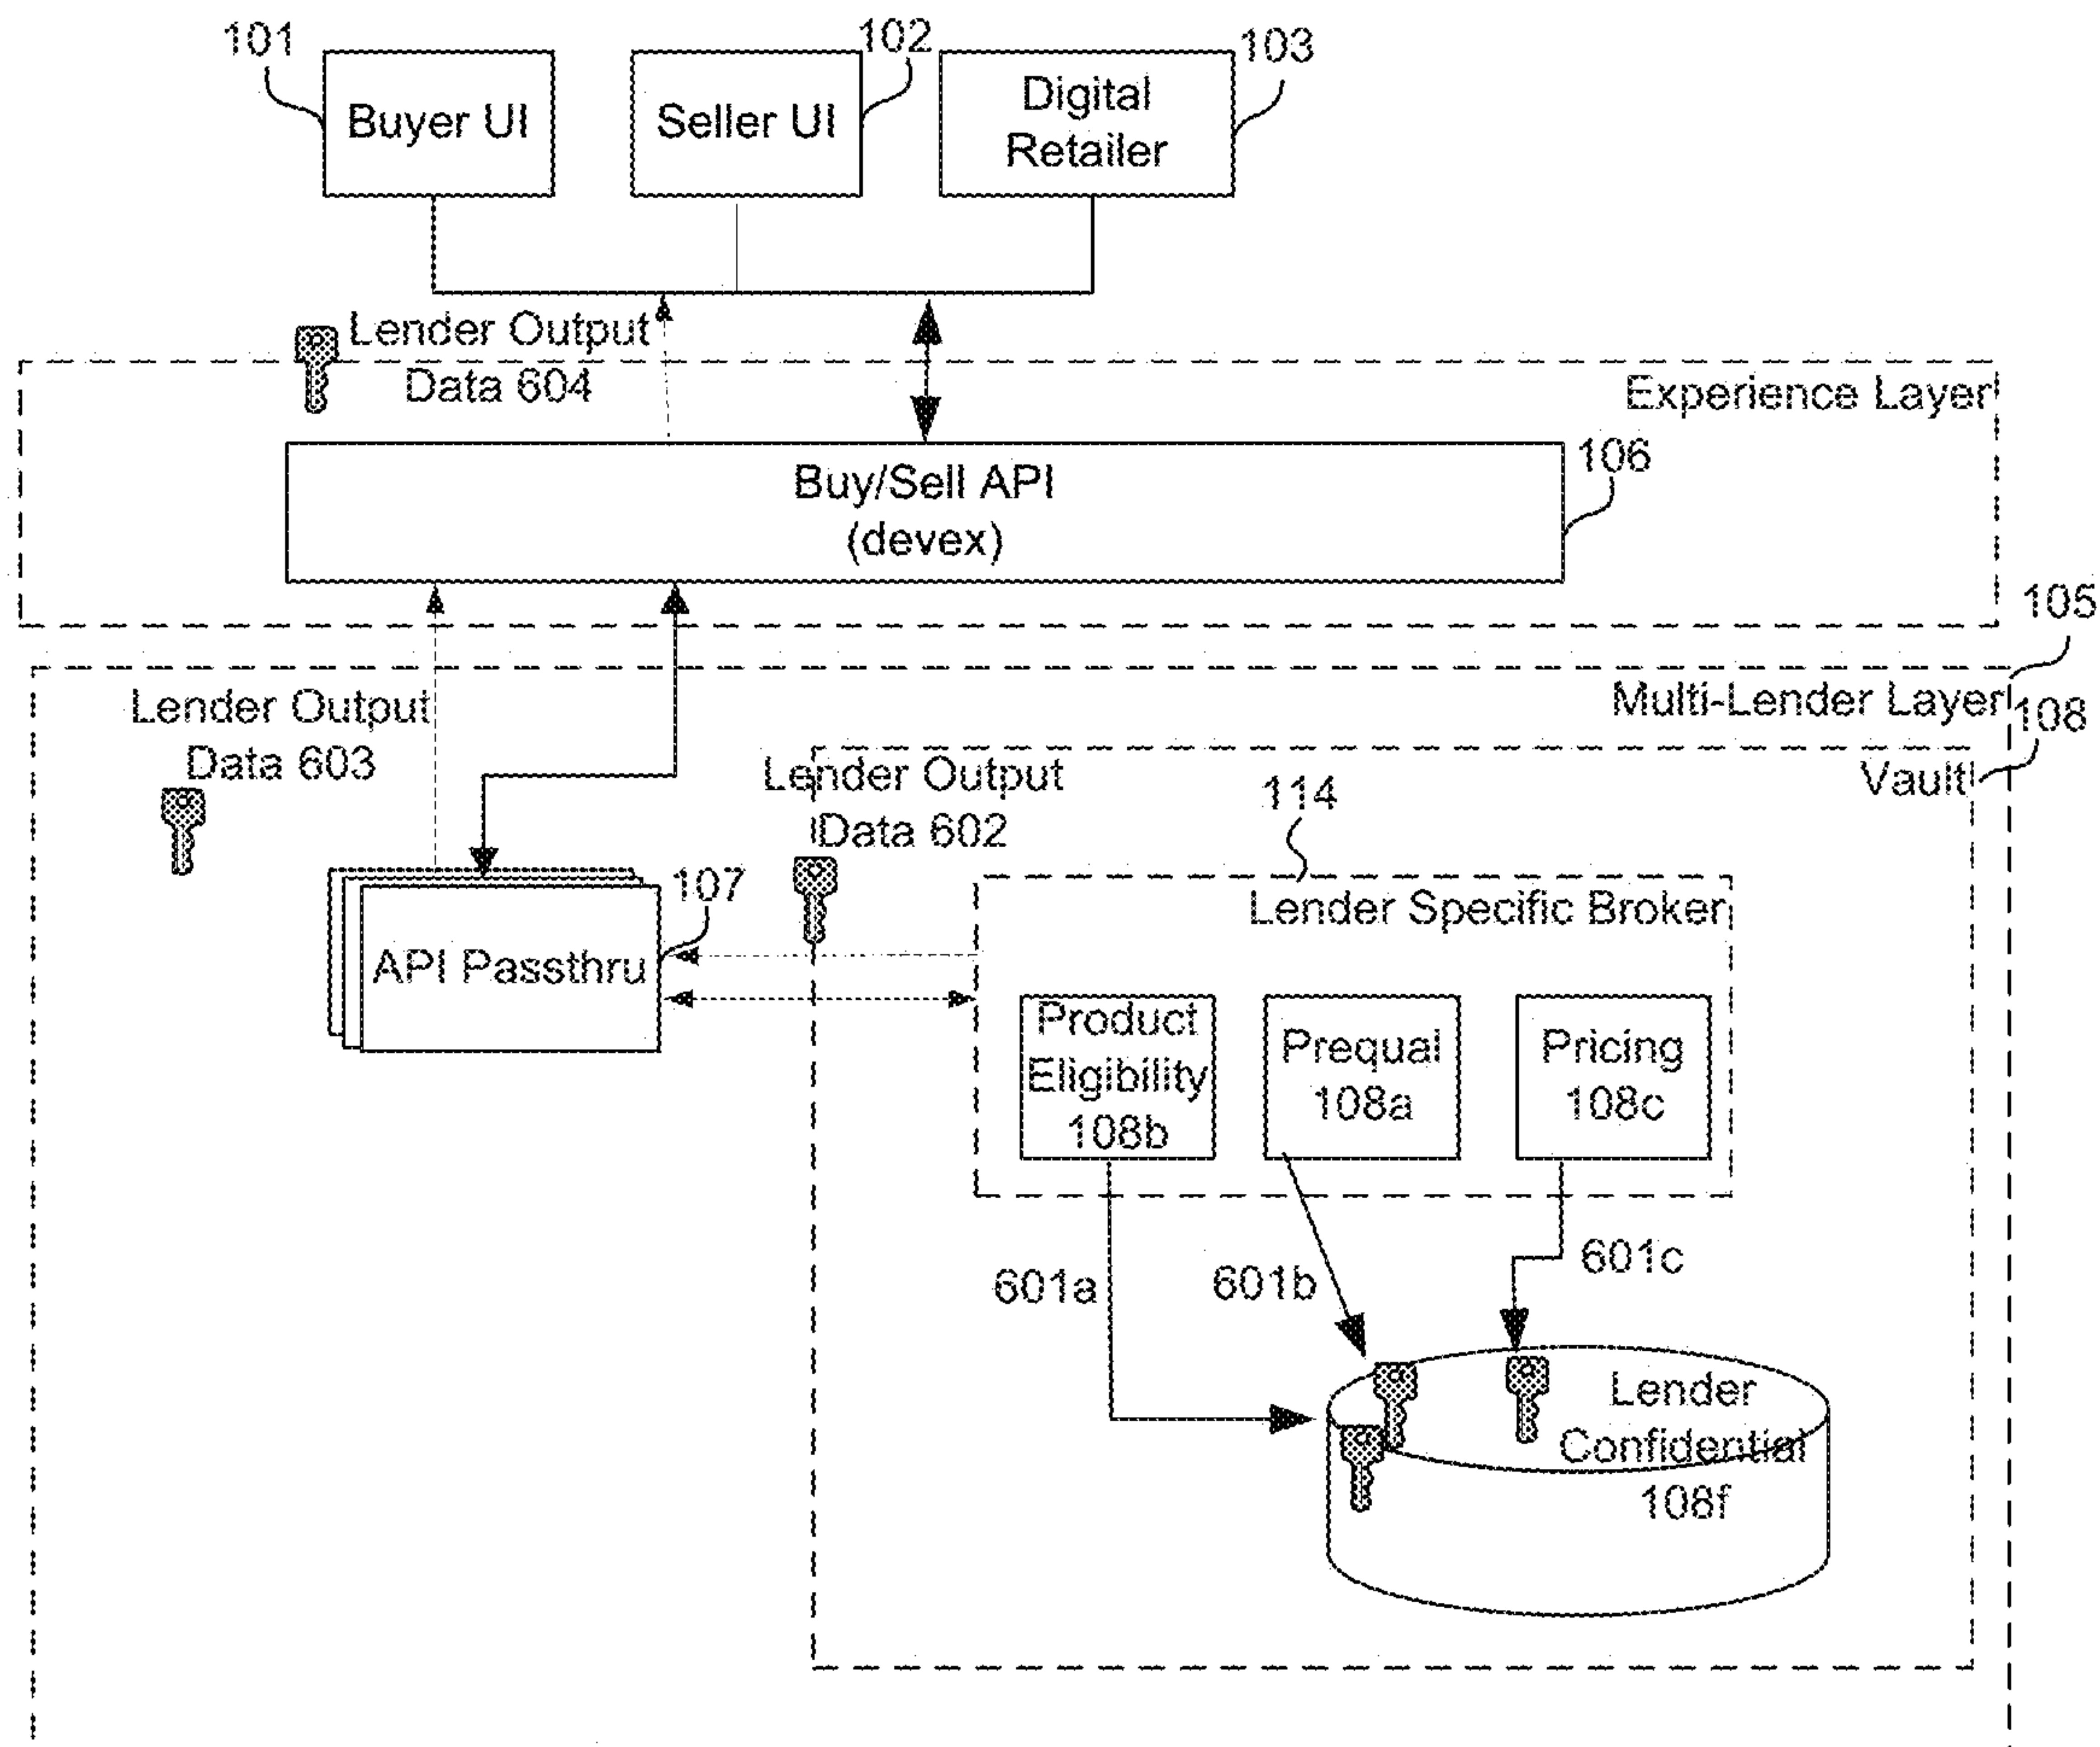 101
Buyer UI
102
Seller UI
103
Digital
Retailer
Lender Output
Data 604
Experience Layer
106
Buy/Sell API
(devex)
105
Multi-Lender Layer
108
Vault
Lender Output
Data 603
Lender Output
Data 602
114
Lender Specific Broker
107
API Passthru
Product
Eligibility
108b
Prequal
108a
Pricing
108c
601a
601b
601c
Lender
Confidential
108f